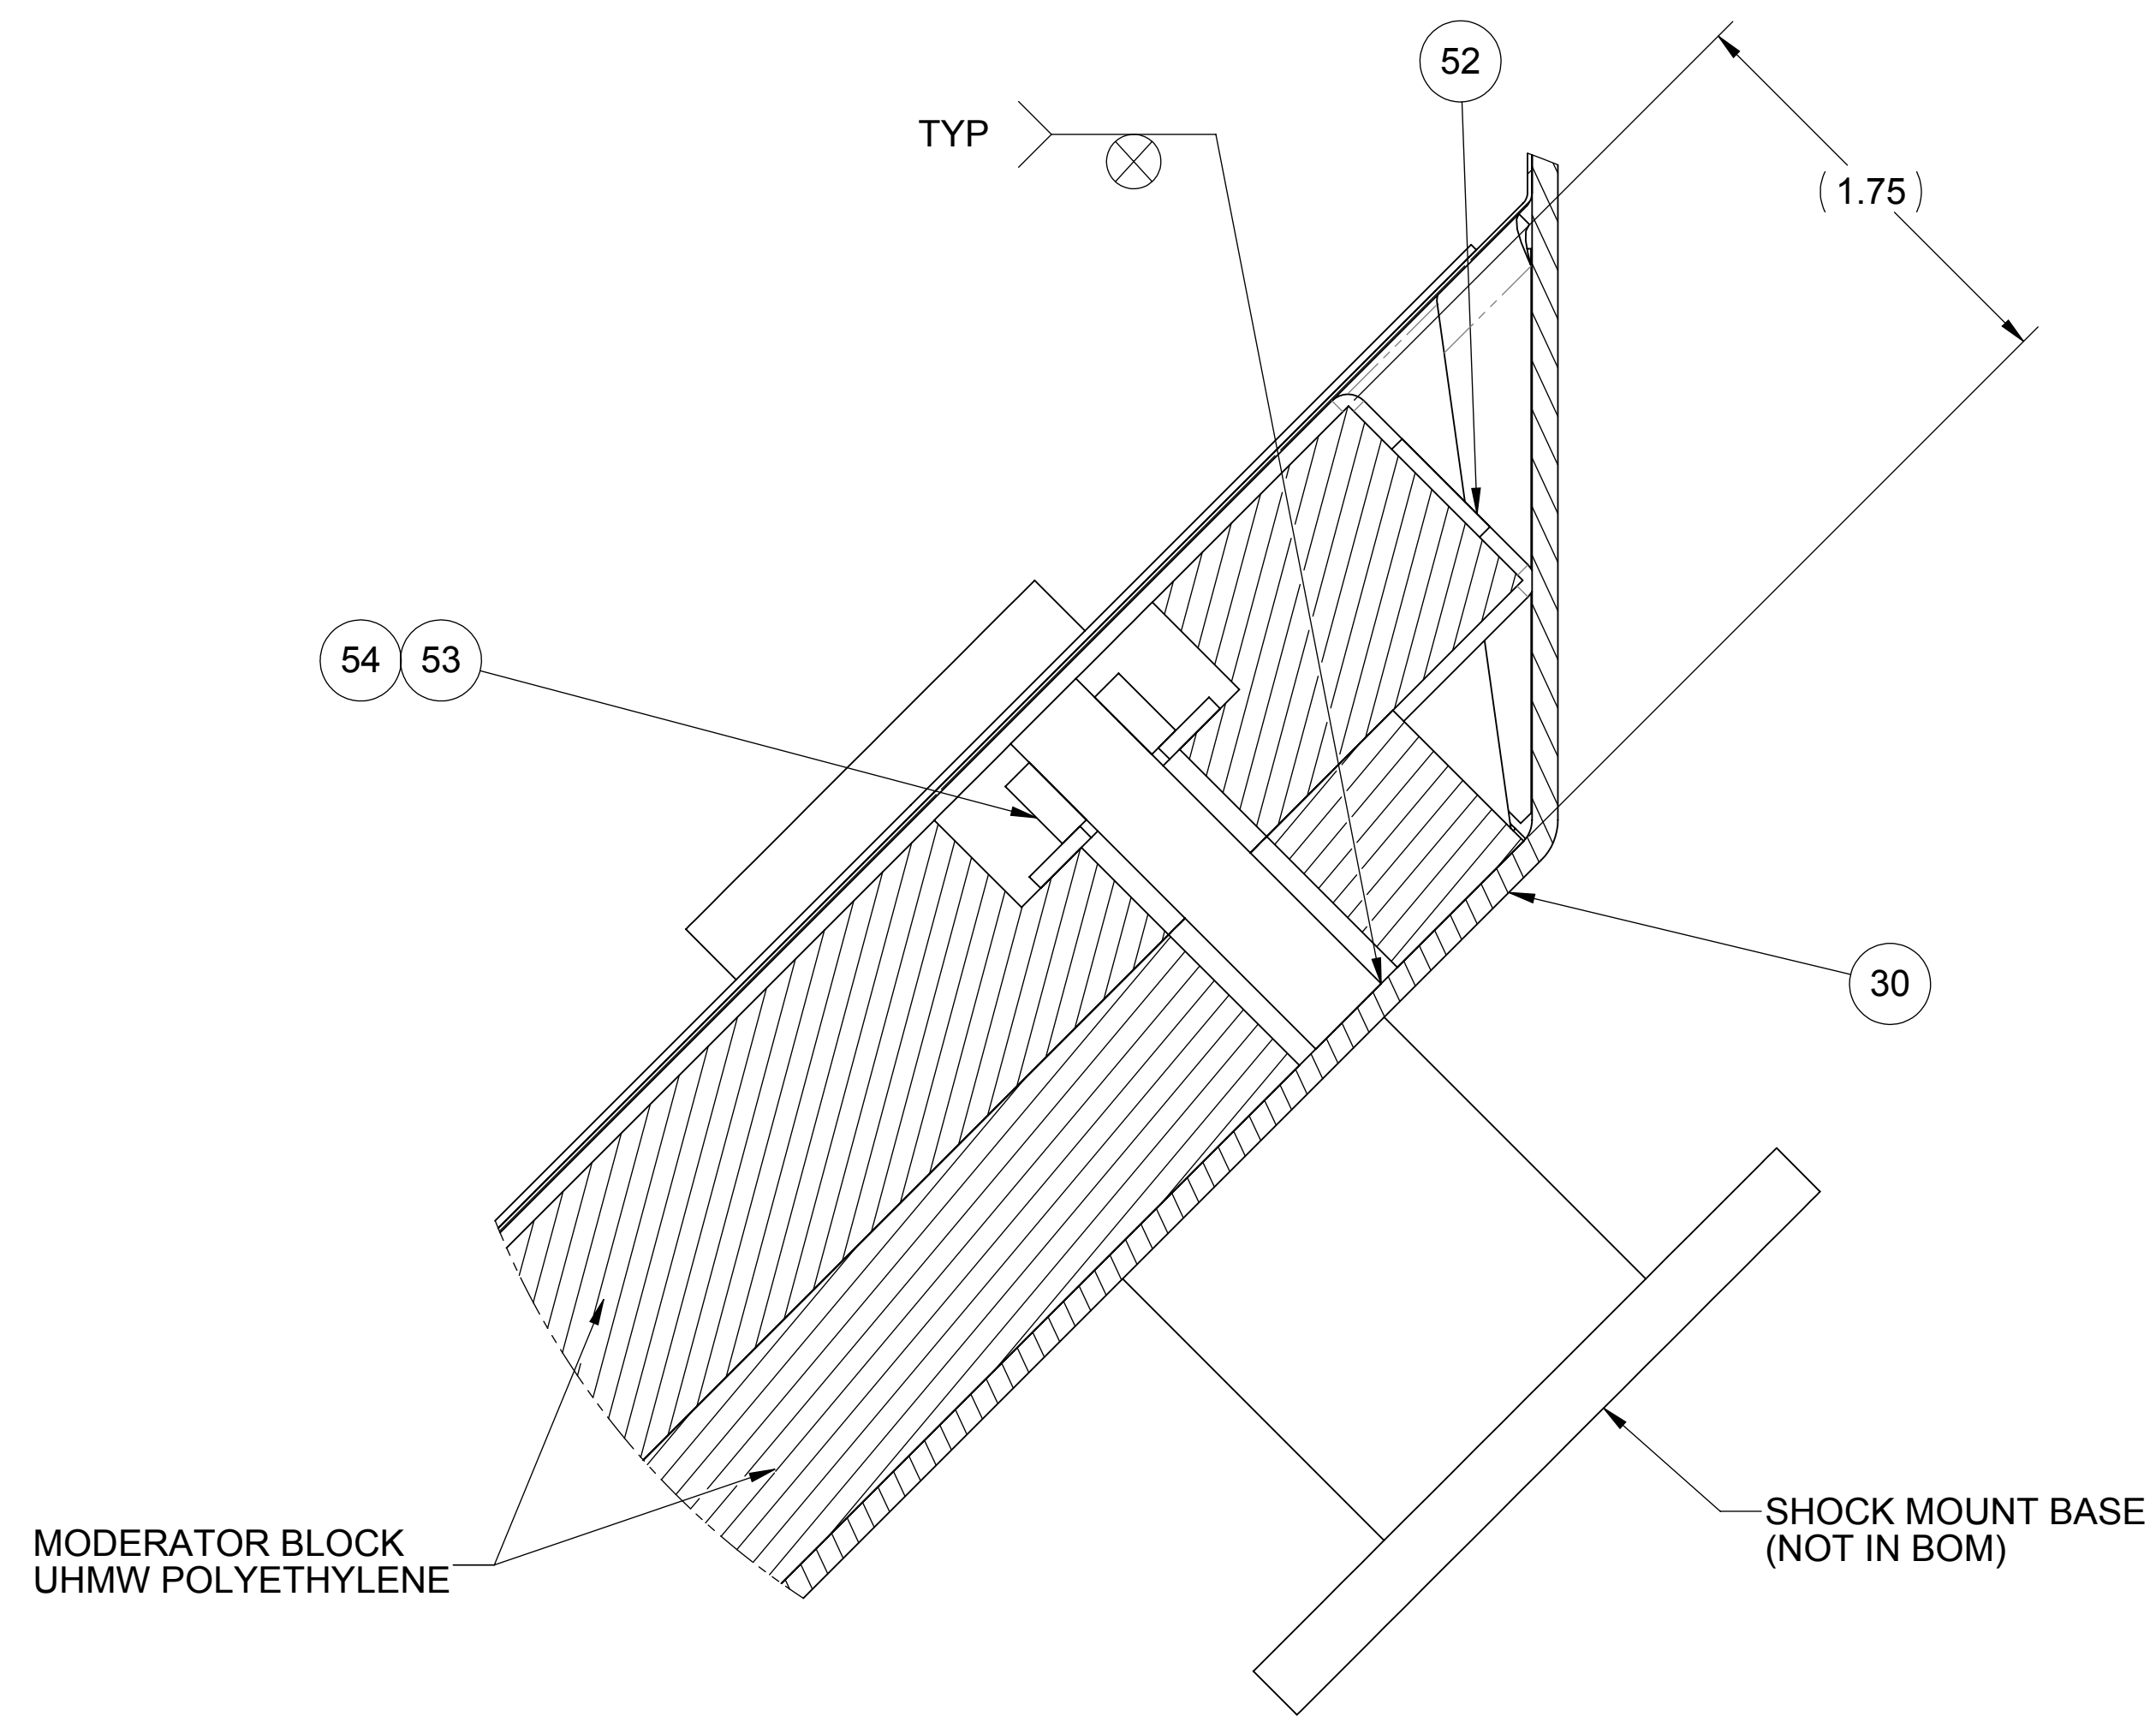 52
TYP
(1.75)
54 53
30
SHOCK MOUNT BASE
(NOT IN BOM)
MODERATOR BLOCK
UHMW POLYETHYLENE